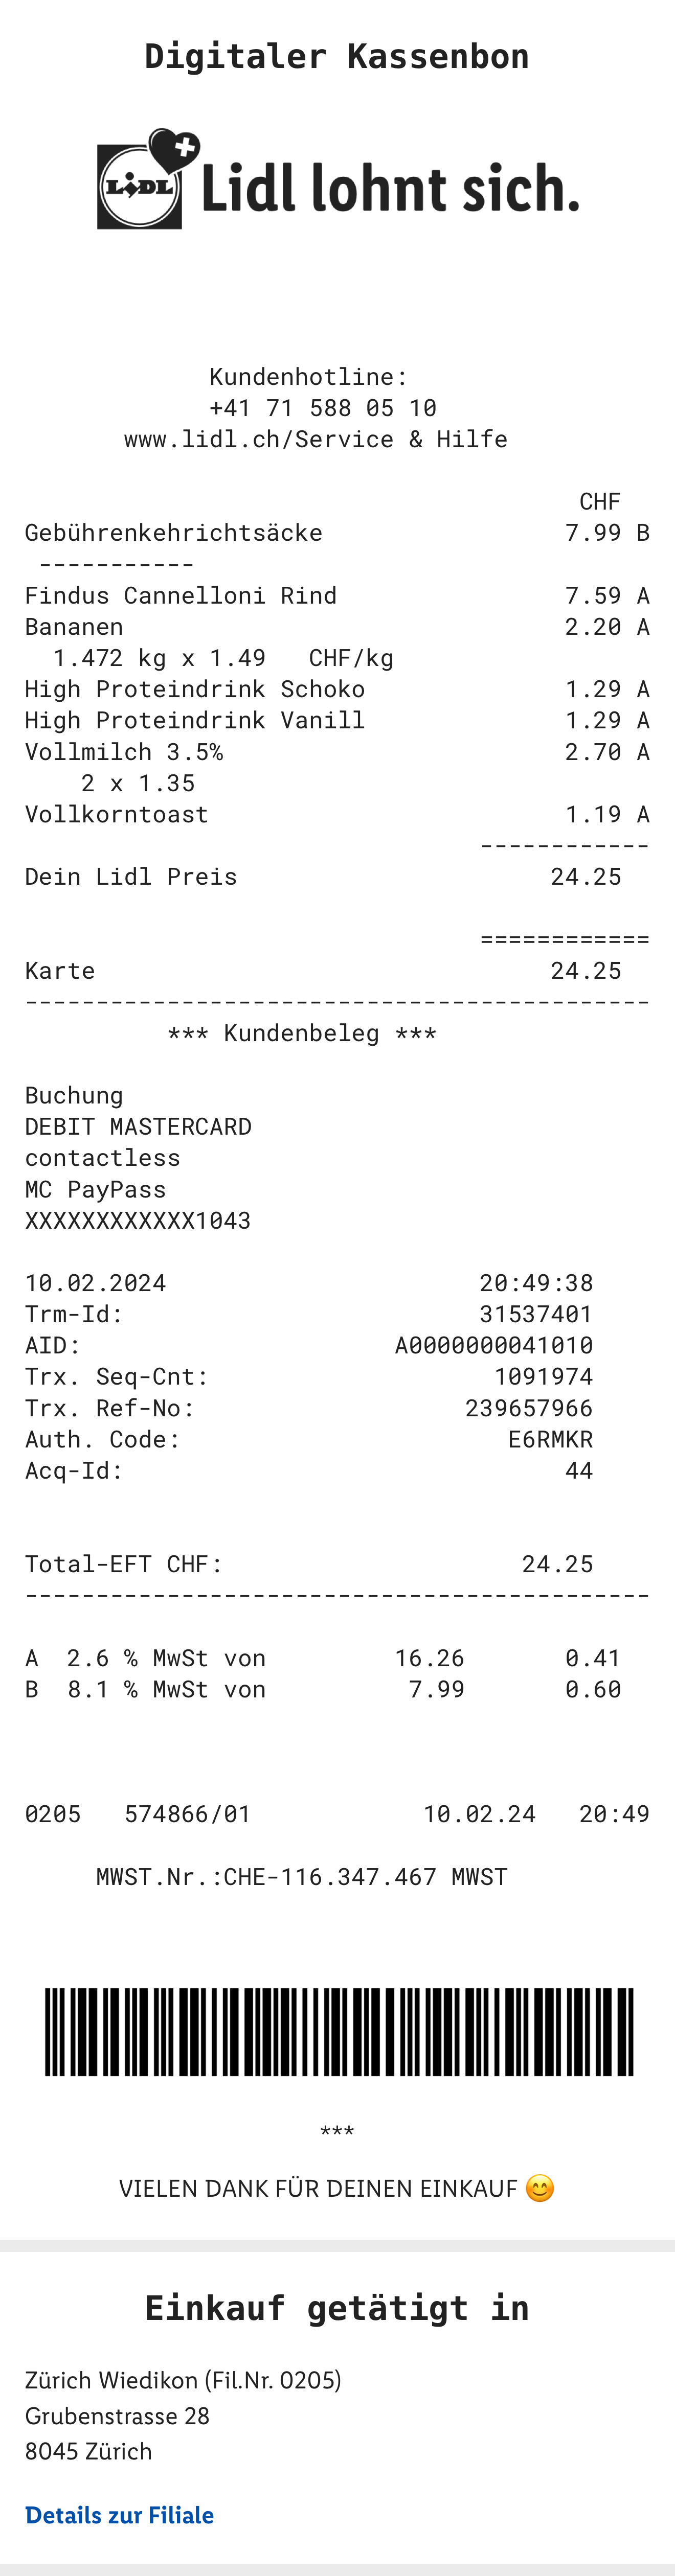 Digitaler Kassenbon
LIDL
Lidl lohnt sich.
Kundenhotline:
+41 71 588 05 10
www.lidl.ch/Service & Hilfe
CHF
Gebührenkehrichtsäcke 7.99 B
-----------
Findus Cannelloni Rind 7.59 A
Bananen 2.20 A
1.472 kg x 1.49 CHF/kg
High Proteindrink Schoko 1.29 A
High Proteindrink Vanill 1.29 A
Vollmilch 3.5% 2.70 A
2 x 1.35
Vollkorntoast 1.19 A
------------
Dein Lidl Preis 24.25
============
Karte 24.25
--------------------------------------------
*** Kundenbeleg ***
Buchung
DEBIT MASTERCARD
contactless
MC PayPass
XXXXXXXXXXXX1043
10.02.2024 20:49:38
Trm-Id: 31537401
AID: A0000000041010
Trx. Seq-Cnt: 1091974
Trx. Ref-No: 239657966
Auth. Code: E6RMKR
Acq-Id: 44
Total-EFT CHF: 24.25
--------------------------------------------
A 2.6 % MwSt von 16.26 0.41
B 8.1 % MwSt von 7.99 0.60
0205 574866/01 10.02.24 20:49
MWST.Nr.:CHE-116.347.467 MWST
***
VIELEN DANK FÜR DEINEN EINKAUF 😊
Einkauf getätigt in
Zürich Wiedikon (Fil.Nr. 0205)
Grubenstrasse 28
8045 Zürich
Details zur Filiale